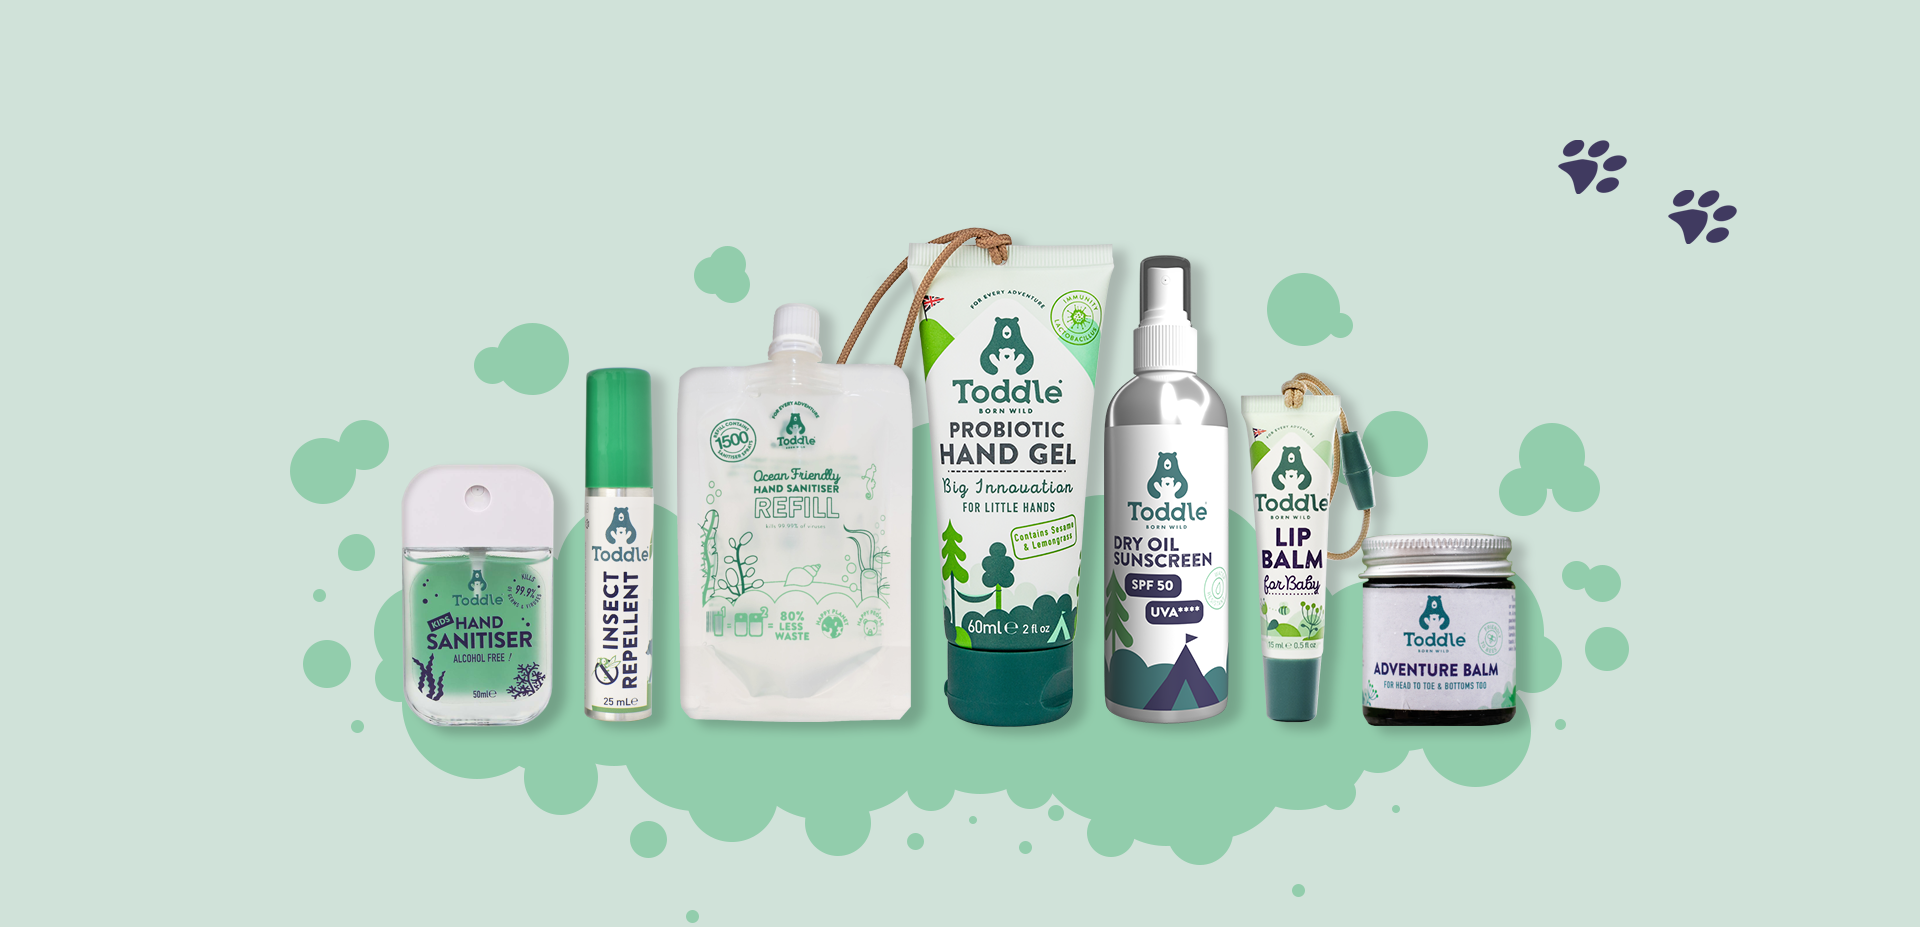 KILLS
99.9%
OF GERMS & VIRUSES
Toddle
KIDS HAND
SANITISER
ALCOHOL FREE!
50ml℮
Toddle
INSECT
REPELLENT
25 mL℮
REFILL CONTAINS
1500
SANITISER SPRAYS
FOR EVERY ADVENTURE
Toddle
BORN WILD
Ocean Friendly
HAND SANITISER
REFILL
kills 99.99% of viruses
= 2 = 80%
LESS
WASTE
HAPPY PLANET
HAPPY PEOPLE
FOR EVERY ADVENTURE
IMMUNITY
LACTOBACILLUS
Toddle
BORN WILD
PROBIOTIC
HAND GEL
Big Innovation
FOR LITTLE HANDS
Contains Sesame
& Lemongrass
60ml℮ 2 fl oz
Toddle
BORN WILD
DRY OIL
SUNSCREEN
SPF 50
UVA****
FOR EVERY ADVENTURE
Toddle
BORN WILD
LIP
BALM
for Baby
15 ml ℮ 0.5 fl oz
Toddle
BORN WILD
ADVENTURE BALM
FOR HEAD TO TOE & BOTTOMS TOO